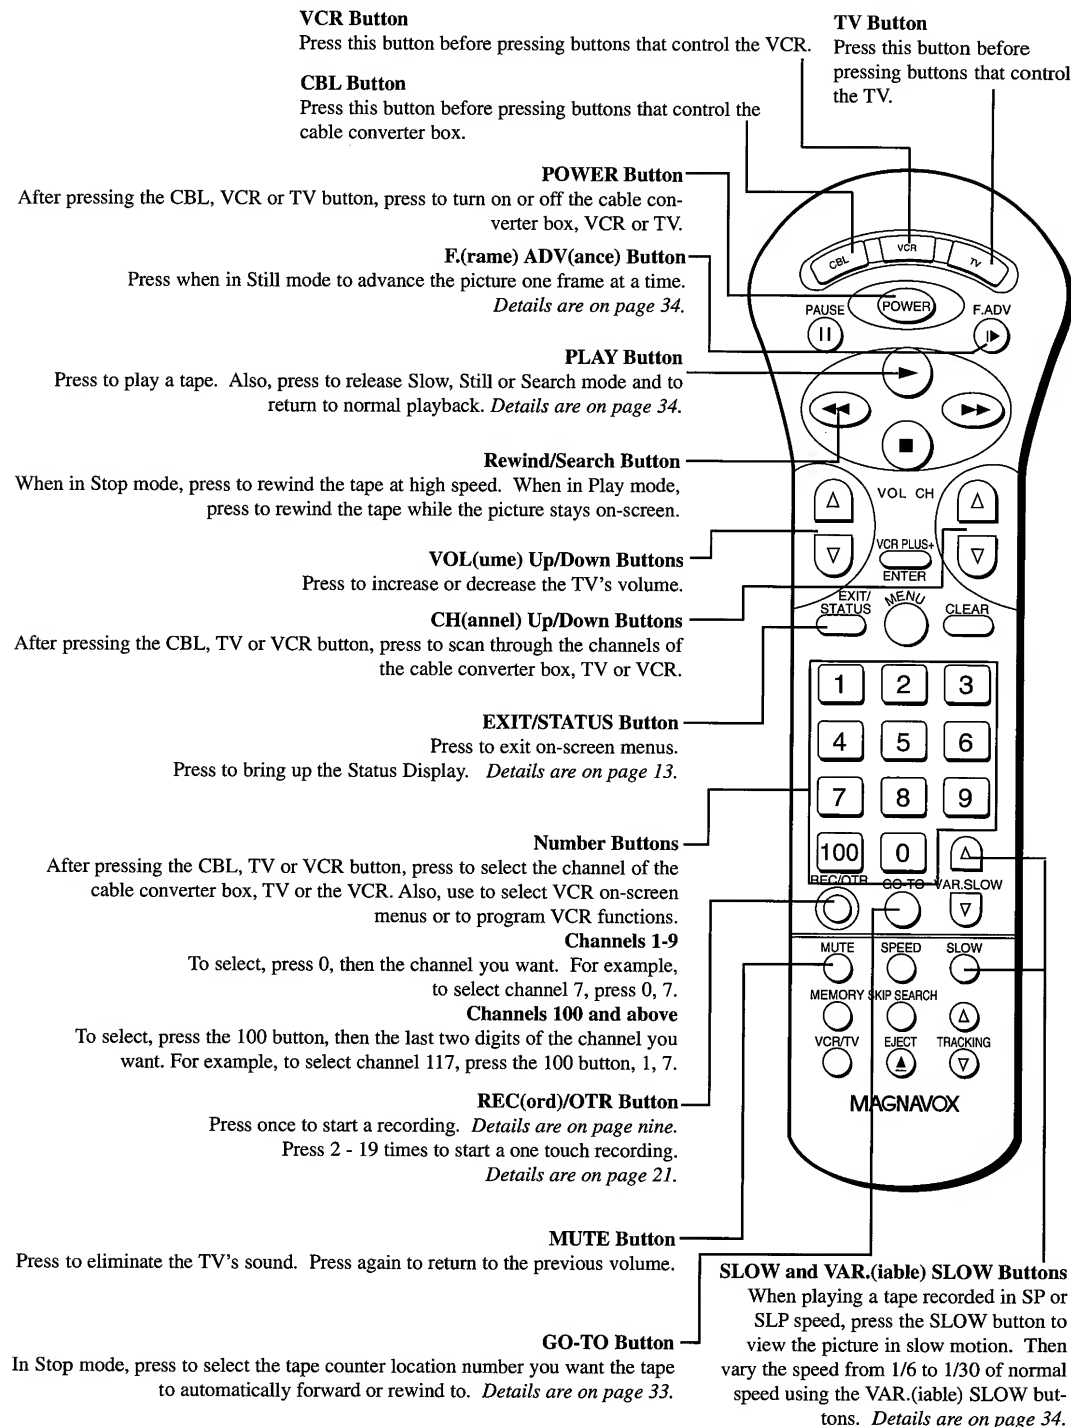 VCR Button
Press this button before pressing buttons that control the VCR.
TV Button
Press this button before
pressing buttons that control
the TV.
CBL Button
Press this button before pressing buttons that control the
cable converter box.
POWER Button
After pressing the CBL, VCR or TV button, press to turn on or off the cable con-
verter box, VCR or TV.
F.(rame) ADV(ance) Button
Press when in Still mode to advance the picture one frame at a time.
Details are on page 34.
PLAY Button
Press to play a tape. Also, press to release Slow, Still or Search mode and to
return to normal playback. Details are on page 34.
Rewind/Search Button
When in Stop mode, press to rewind the tape at high speed. When in Play mode,
press to rewind the tape while the picture stays on-screen.
VOL(ume) Up/Down Buttons
Press to increase or decrease the TV's volume.
CH(annel) Up/Down Buttons
After pressing the CBL, TV or VCR button, press to scan through the channels of
the cable converter box, TV or VCR.
EXIT/STATUS Button
Press to exit on-screen menus.
Press to bring up the Status Display. Details are on page 13.
Number Buttons
After pressing the CBL, TV or VCR button, press to select the channel of the
cable converter box, TV or the VCR. Also, use to select VCR on-screen
menus or to program VCR functions.
Channels 1-9
To select, press 0, then the channel you want. For example,
to select channel 7, press 0, 7.
Channels 100 and above
To select, press the 100 button, then the last two digits of the channel you
want. For example, to select channel 117, press the 100 button, 1, 7.
REC(ord)/OTR Button
Press once to start a recording. Details are on page nine.
Press 2 - 19 times to start a one touch recording.
Details are on page 21.
MUTE Button
Press to eliminate the TV's sound. Press again to return to the previous volume.
GO-TO Button
In Stop mode, press to select the tape counter location number you want the tape
to automatically forward or rewind to. Details are on page 33.
SLOW and VAR.(iable) SLOW Buttons
When playing a tape recorded in SP or
SLP speed, press the SLOW button to
view the picture in slow motion. Then
vary the speed from 1/6 to 1/30 of normal
speed using the VAR.(iable) SLOW but-
tons. Details are on page 34.
CBL VCR TV
PAUSE POWER F.ADV
VOL CH
VCR PLUS+
ENTER
EXIT/
STATUS MENU CLEAR
1 2 3
4 5 6
7 8 9
100 0
REC/OTR GO-TO VAR.SLOW
MUTE SPEED SLOW
MEMORY SKIP SEARCH
VCR/TV EJECT TRACKING
MAGNAVOX